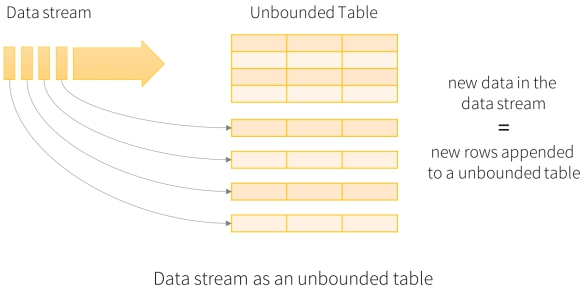 Data stream
Unbounded Table
new data in the
data stream
=
new rows appended
to a unbounded table
Data stream as an unbounded table